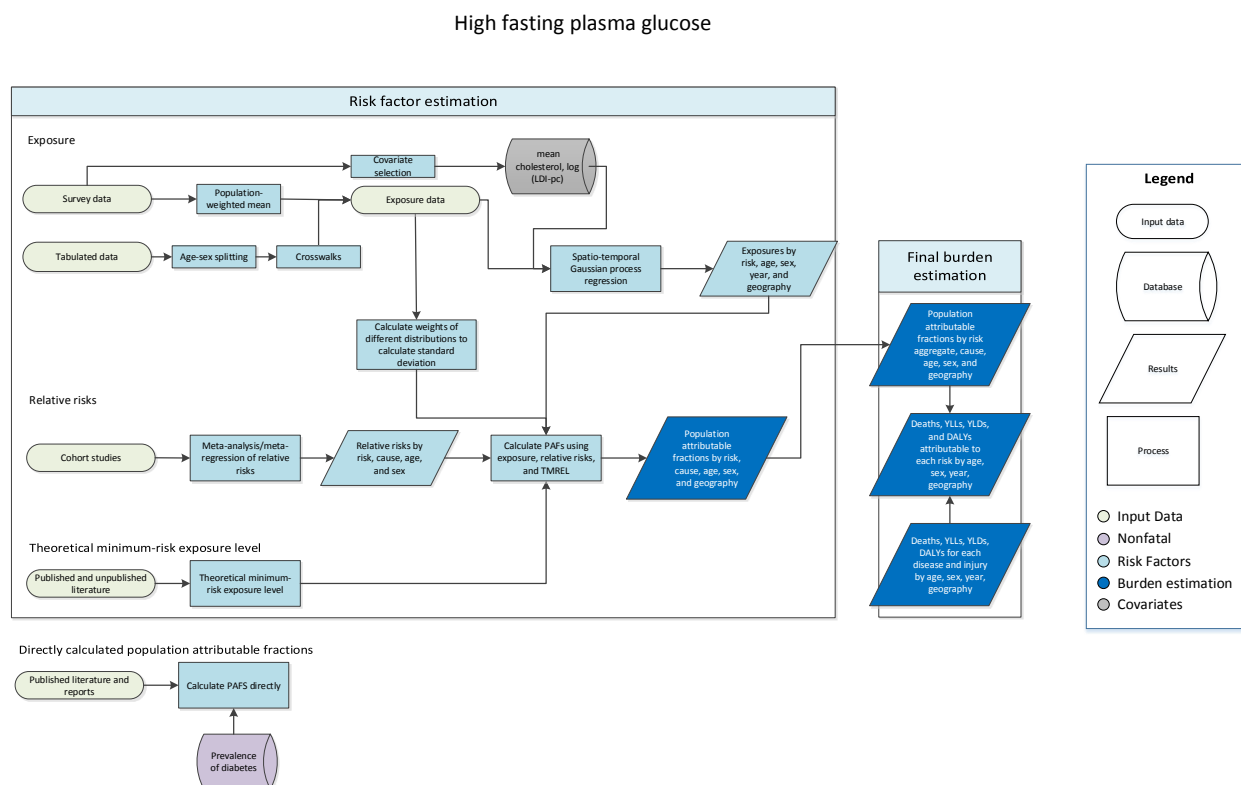 High fasting plasma glucose
Risk factor estimation
Exposure
Survey data
Population-
weighted mean
Covariate
selection
mean
cholesterol, log
(LDI-pc)
Exposure data
Tabulated data
Age-sex splitting
Crosswalks
Spatio-temporal
Gaussian process
regression
Exposures by
risk, age, sex,
year, and
geography
Calculate weights of
different distributions to
calculate standard
deviation
Relative risks
Cohort studies
Meta-analysis/meta-
regression of relative
risks
Relative risks by
risk, cause, age,
and sex
Calculate PAFs using
exposure, relative risks,
and TMREL
Population
attributable
fractions by risk,
cause, age, sex,
and geography
Theoretical minimum-risk exposure level
Published and unpublished
literature
Theoretical minimum-
risk exposure level
Final burden
estimation
Population
attributable
fractions by risk
aggregate, cause,
age, sex, and
geography
Deaths, YLLs, YLDs,
and DALYs
attributable to
each risk by age,
sex, year,
geography
Deaths, YLLs, YLDs,
DALYs for each
disease and injury
by age, sex, year,
geography
Legend
Input data
Database
Results
Process
Input Data
Nonfatal
Risk Factors
Burden estimation
Covariates
Directly calculated population attributable fractions
Published literature and
reports
Calculate PAFS directly
Prevalence
of diabetes